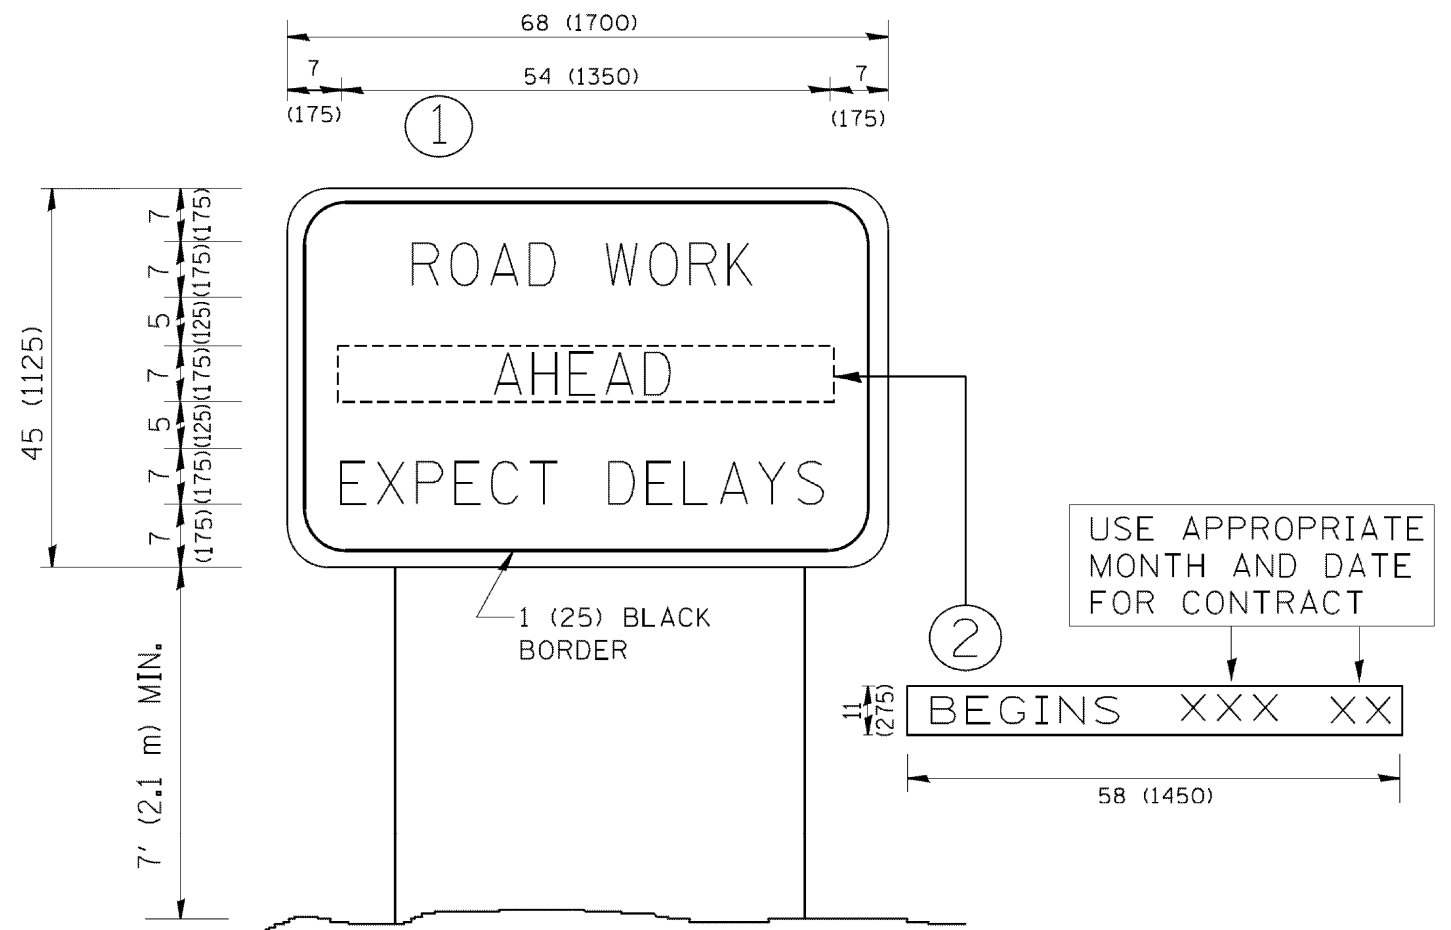 68 (1700)
7
54 (1350)
7
(175)
(175)
1
7
(175)
7
(175)
5
(125)
7
(175)
5
(125)
7
(175)
7
(175)
45 (1125)
ROAD WORK
AHEAD
EXPECT DELAYS
1 (25) BLACK
BORDER
7' (2.1 m) MIN.
USE APPROPRIATE
MONTH AND DATE
FOR CONTRACT
2
11
(275)
BEGINS XXX XX
58 (1450)